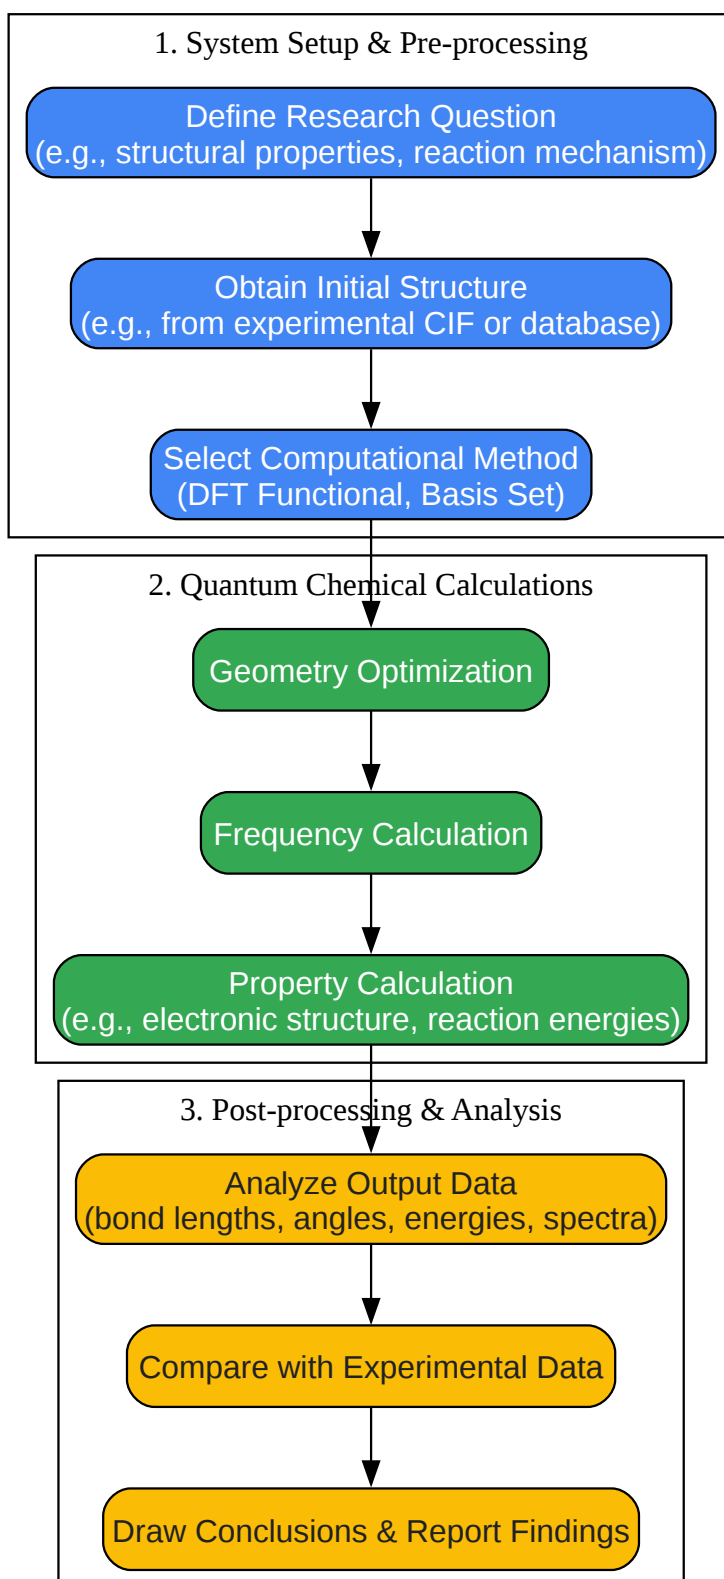 1. System Setup & Pre-processing
Define Research Question
(e.g., structural properties, reaction mechanism)
Obtain Initial Structure
(e.g., from experimental CIF or database)
Select Computational Method
(DFT Functional, Basis Set)
2. Quantum Chemical Calculations
Geometry Optimization
Frequency Calculation
Property Calculation
(e.g., electronic structure, reaction energies)
3. Post-processing & Analysis
Analyze Output Data
(bond lengths, angles, energies, spectra)
Compare with Experimental Data
Draw Conclusions & Report Findings